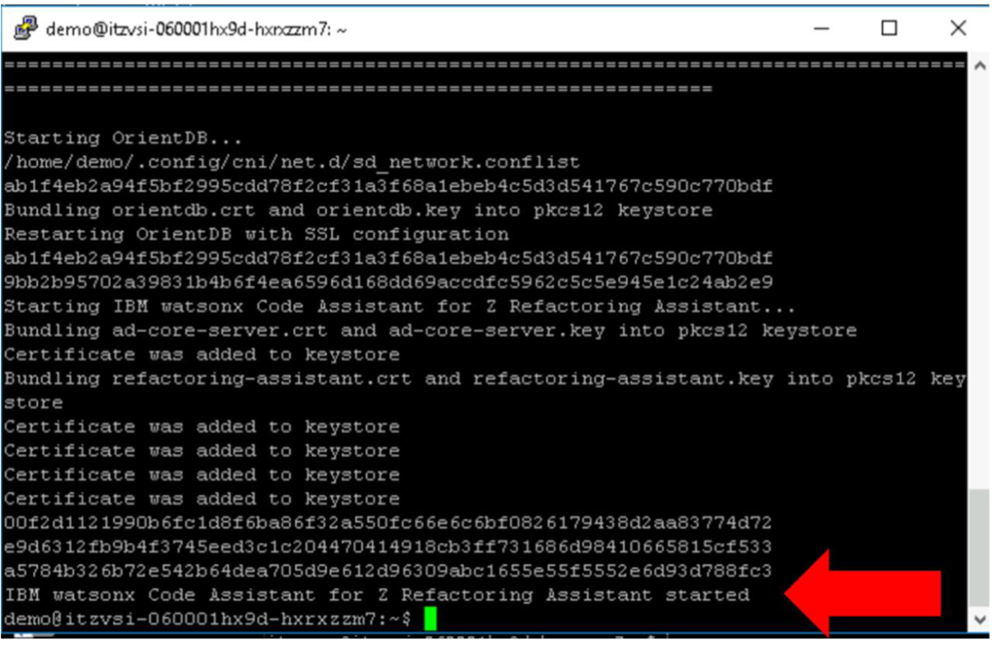 demo@itzvsi-060001hx9d-hxrxzzm7: ~
================================================================================
===========================================================
Starting OrientDB...
/home/demo/.config/cni/net.d/sd_network.conflist
ab1f4eb2a94f5bf2995cdd78f2cf31a3f68a1ebeb4c5d3d541767c590c770bdf
Bundling orientdb.crt and orientdb.key into pkcs12 keystore
Restarting OrientDB with SSL configuration
ab1f4eb2a94f5bf2995cdd78f2cf31a3f68a1ebeb4c5d3d541767c590c770bdf
9bb2b95702a39831b4b6f4ea6596d168dd69accdfc5962c5c5e945e1c24ab2e9
Starting IBM watsonx Code Assistant for Z Refactoring Assistant...
Bundling ad-core-server.crt and ad-core-server.key into pkcs12 keystore
Certificate was added to keystore
Bundling refactoring-assistant.crt and refactoring-assistant.key into pkcs12 key
store
Certificate was added to keystore
Certificate was added to keystore
Certificate was added to keystore
Certificate was added to keystore
00f2d1121990b6fc1d8f6ba86f32a550fc66e6c6bf0826179438d2aa83774d72
e9d6312fb9b4f3745eed3c1c204470414918cb3ff731686d98410665815cf533
a5784b326b72e542b64dea705d9e612d96309abc1655e55f5552e6d93d788fc3
IBM watsonx Code Assistant for Z Refactoring Assistant started
demo@itzvsi-060001hx9d-hxrxzzm7:~$